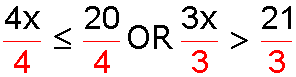 4x/4 ≤ 20/4 OR 3x/3 > 21/3